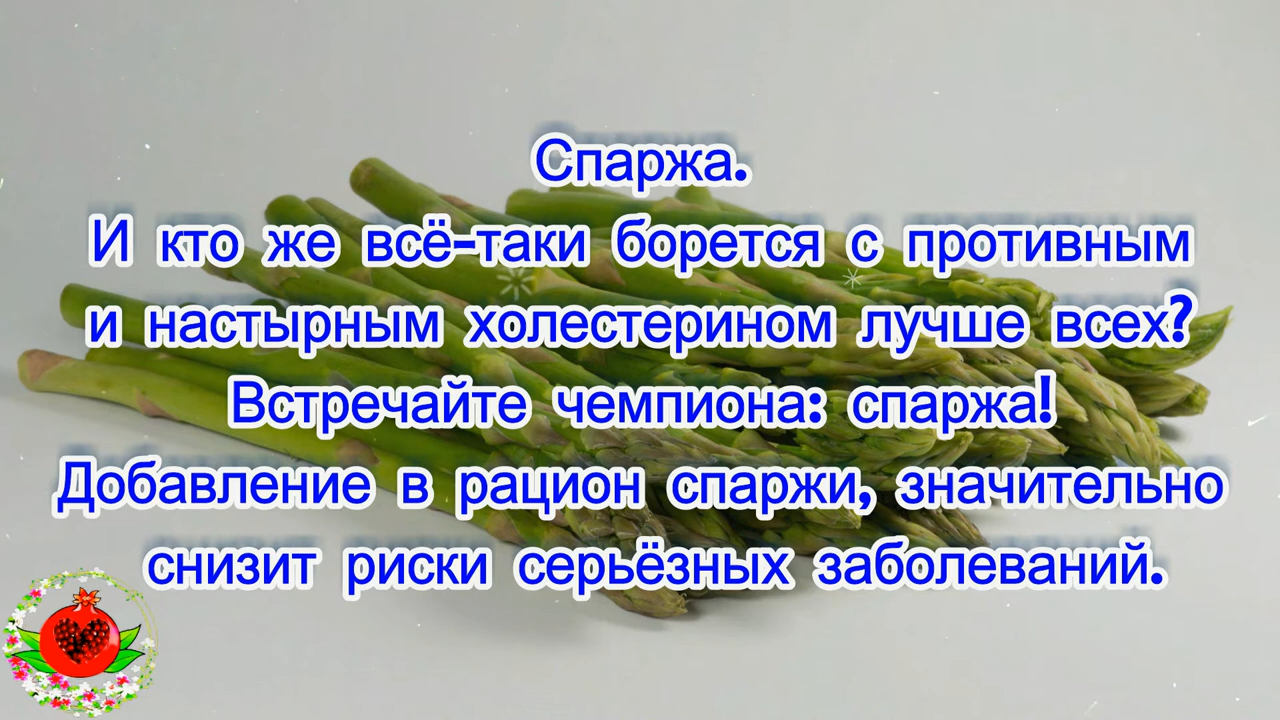 Спаржа.
И кто же всё-таки борется с противным
и настырным холестерином лучше всех?
Встречайте чемпиона: спаржа!
Добавление в рацион спаржи, значительно
снизит риски серьёзных заболеваний.